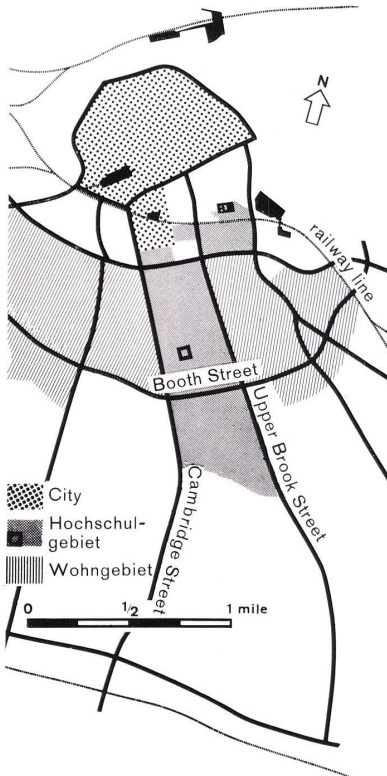 N
railway line
Booth Street
Upper Brook Street
Cambridge Street
City
Hochschul-
gebiet
Wohngebiet
0 1/2 1 mile